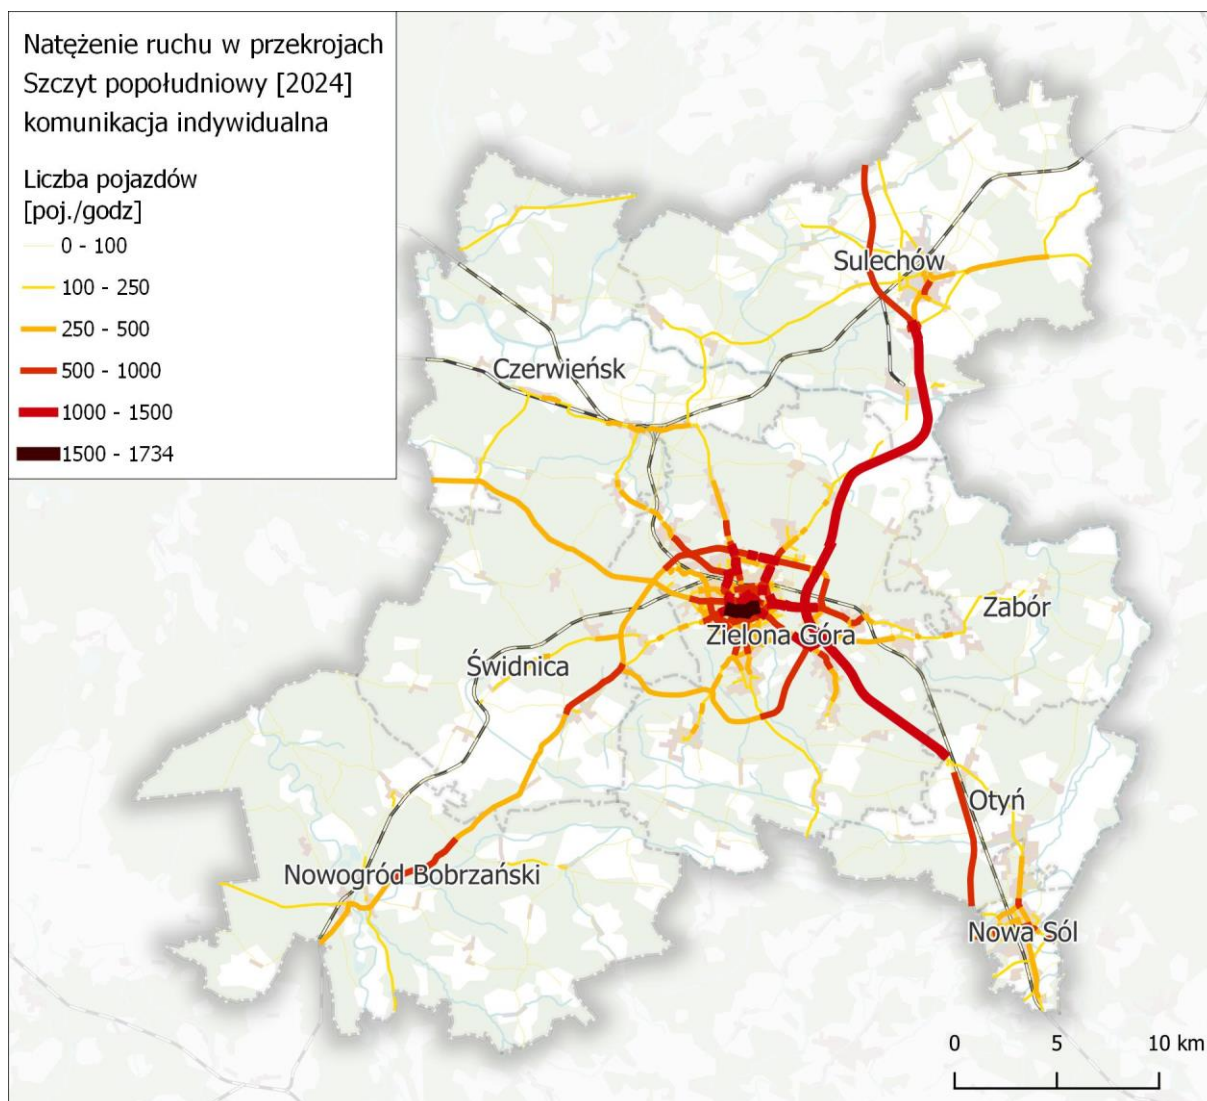 Natężenie ruchu w przekrojach
Szczyt popołudniowy [2024]
komunikacja indywidualna
Liczba pojazdów
[poj./godz]
0 - 100
100 - 250
250 - 500
500 - 1000
1000 - 1500
1500 - 1734
Sulechów
Czerwieńsk
Zabór
Zielona Góra
Świdnica
Otyń
Nowogród Bobrzański
Nowa Sól
0 5 10 km